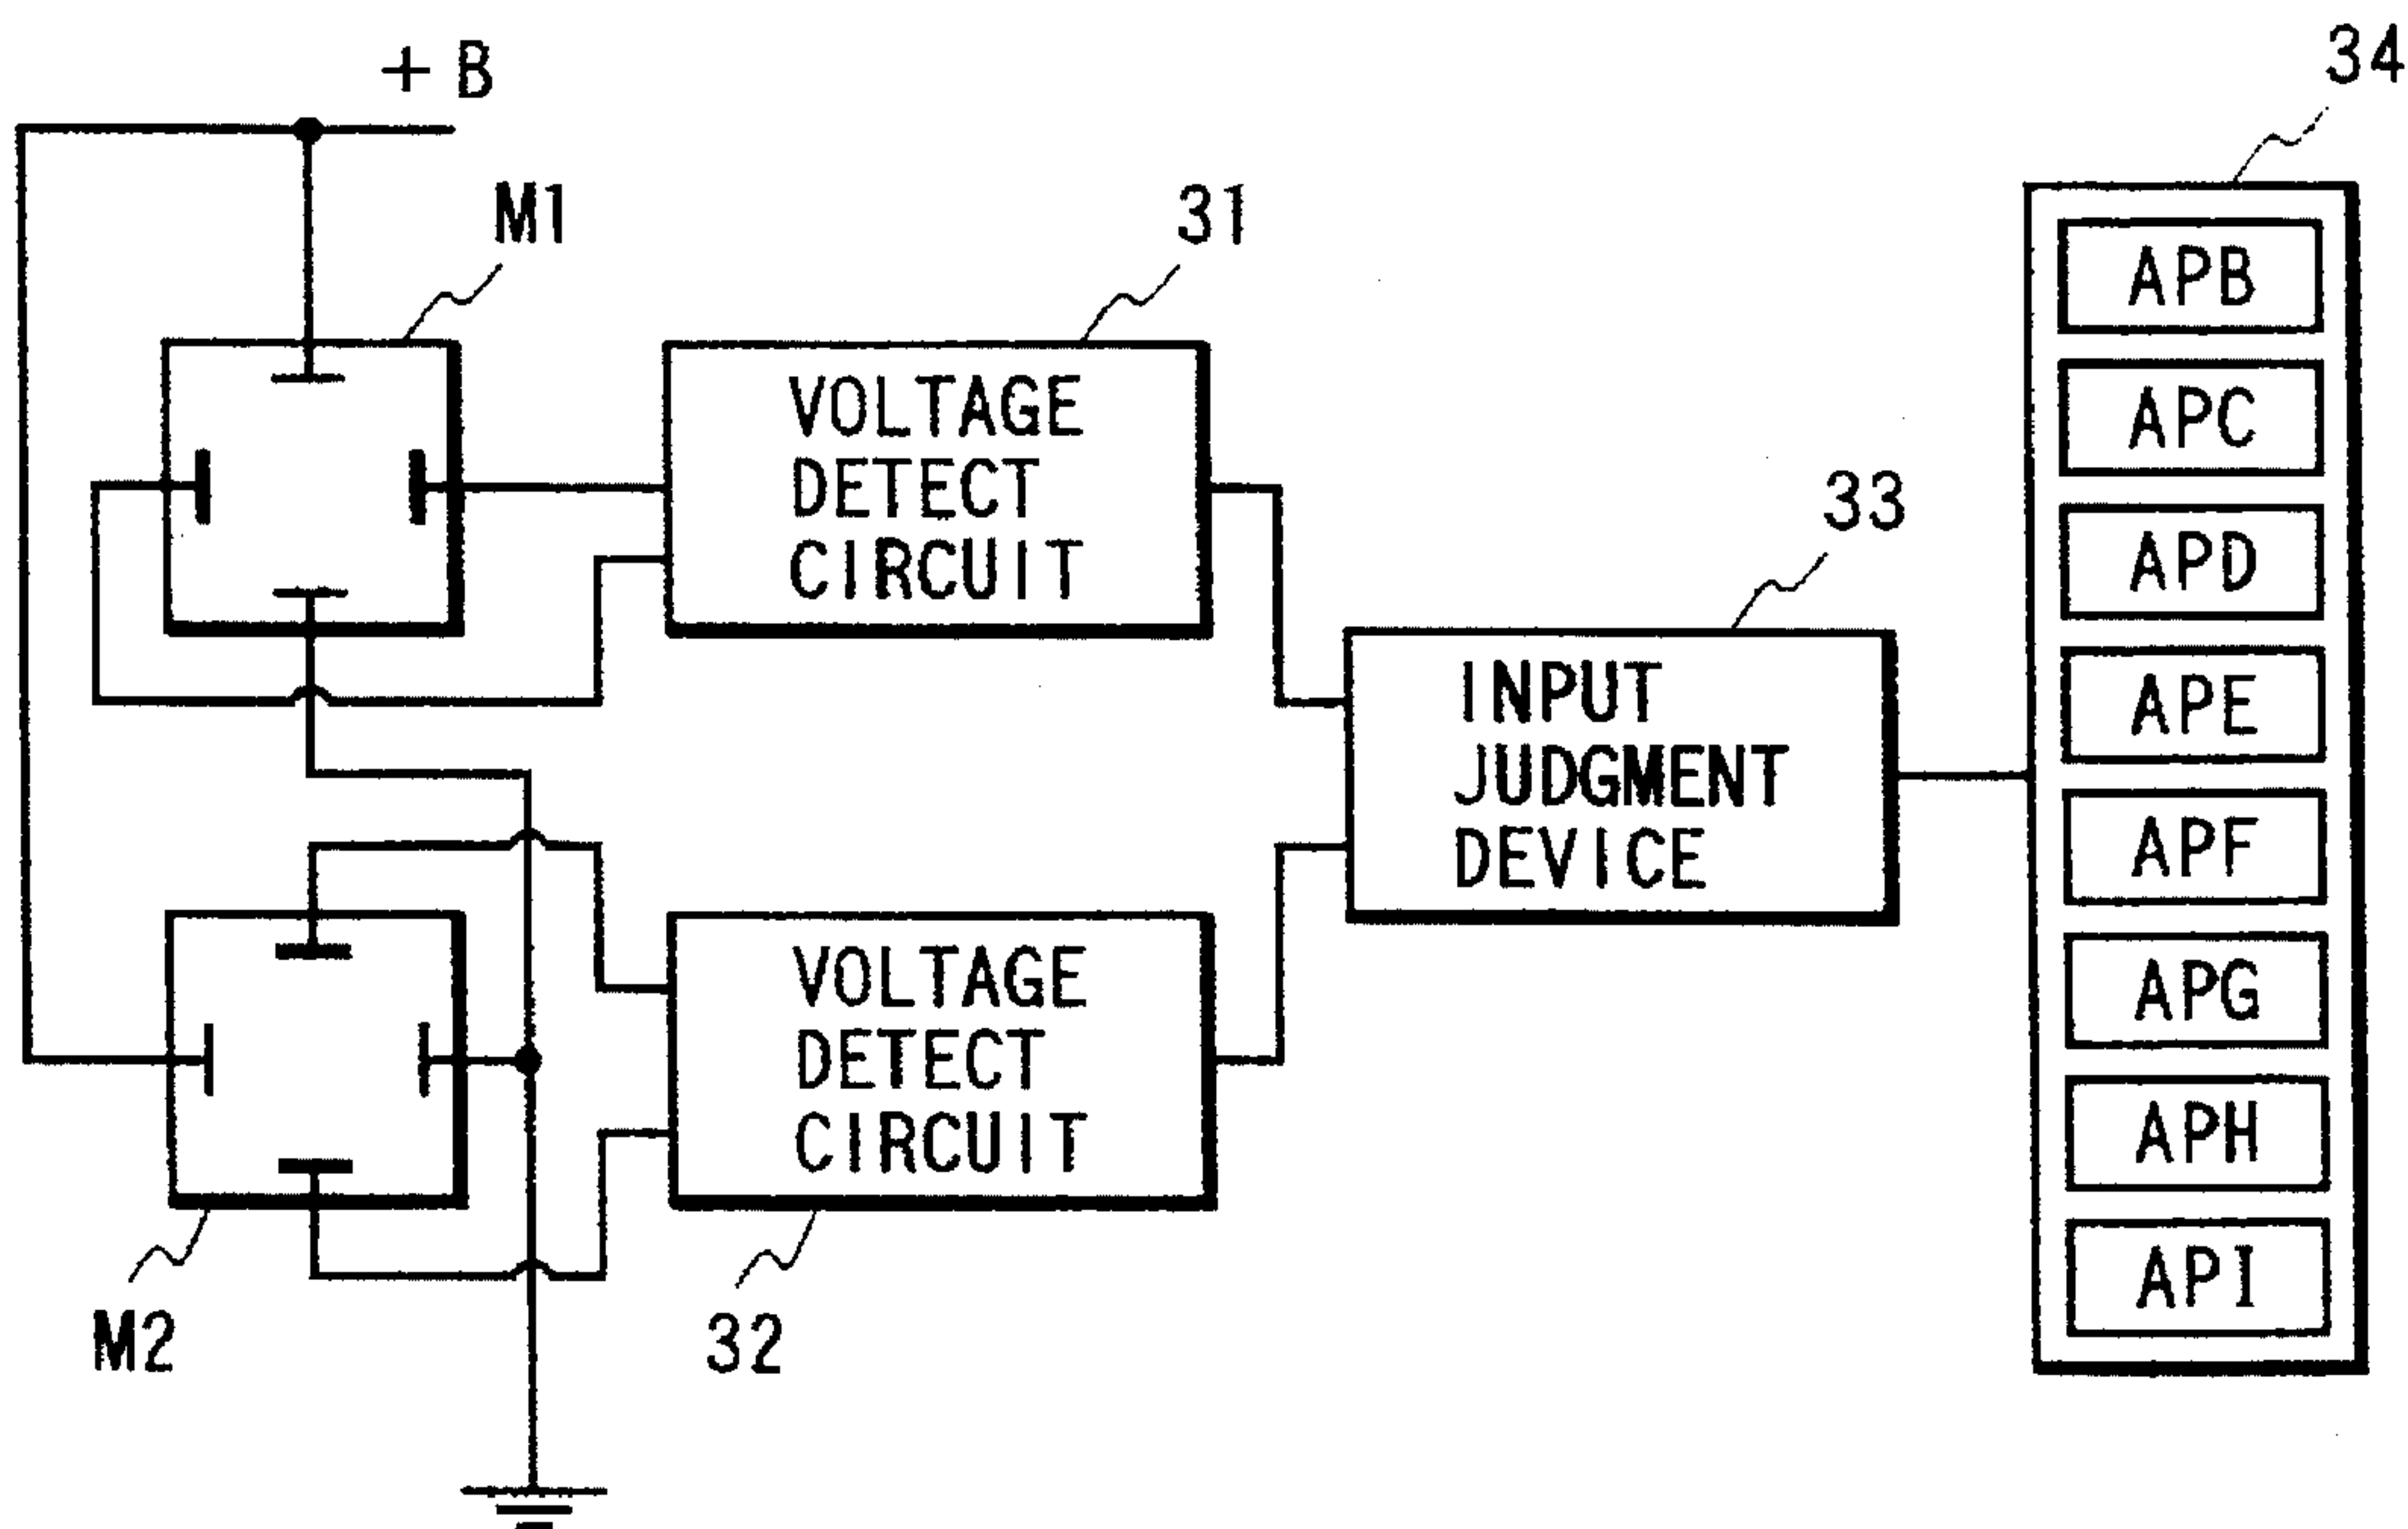 + B
M1
31
34
VOLTAGE
DETECT
CIRCUIT
33
INPUT
JUDGMENT
DEVICE
VOLTAGE
DETECT
CIRCUIT
M2
32
APB
APC
APD
APE
APF
APG
APH
API